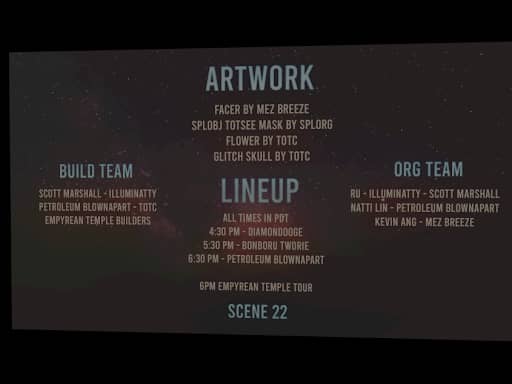 ARTWORK
FACER BY MEZ BREEZE
SPLOBJ TOTSEE MASK BY SPLORG
FLOWER BY TOTC
GLITCH SKULL BY TOTC
BUILD TEAM
SCOTT MARSHALL - ILLUMINATTY
PETROLEUM BLOWNAPART - TOTC
EMPYREAN TEMPLE BUILDERS
LINEUP
ALL TIMES IN PDT
4:30 PM - DIAMONDOOGE
5:30 PM - BONBORU TWORIE
6:30 PM - PETROLEUM BLOWNAPART
6PM EMPYREAN TEMPLE TOUR
SCENE 22
ORG TEAM
RU - ILLUMINATTY - SCOTT MARSHALL
NATTI LIN - PETROLEUM BLOWNAPART
KEVIN ANG - MEZ BREEZE